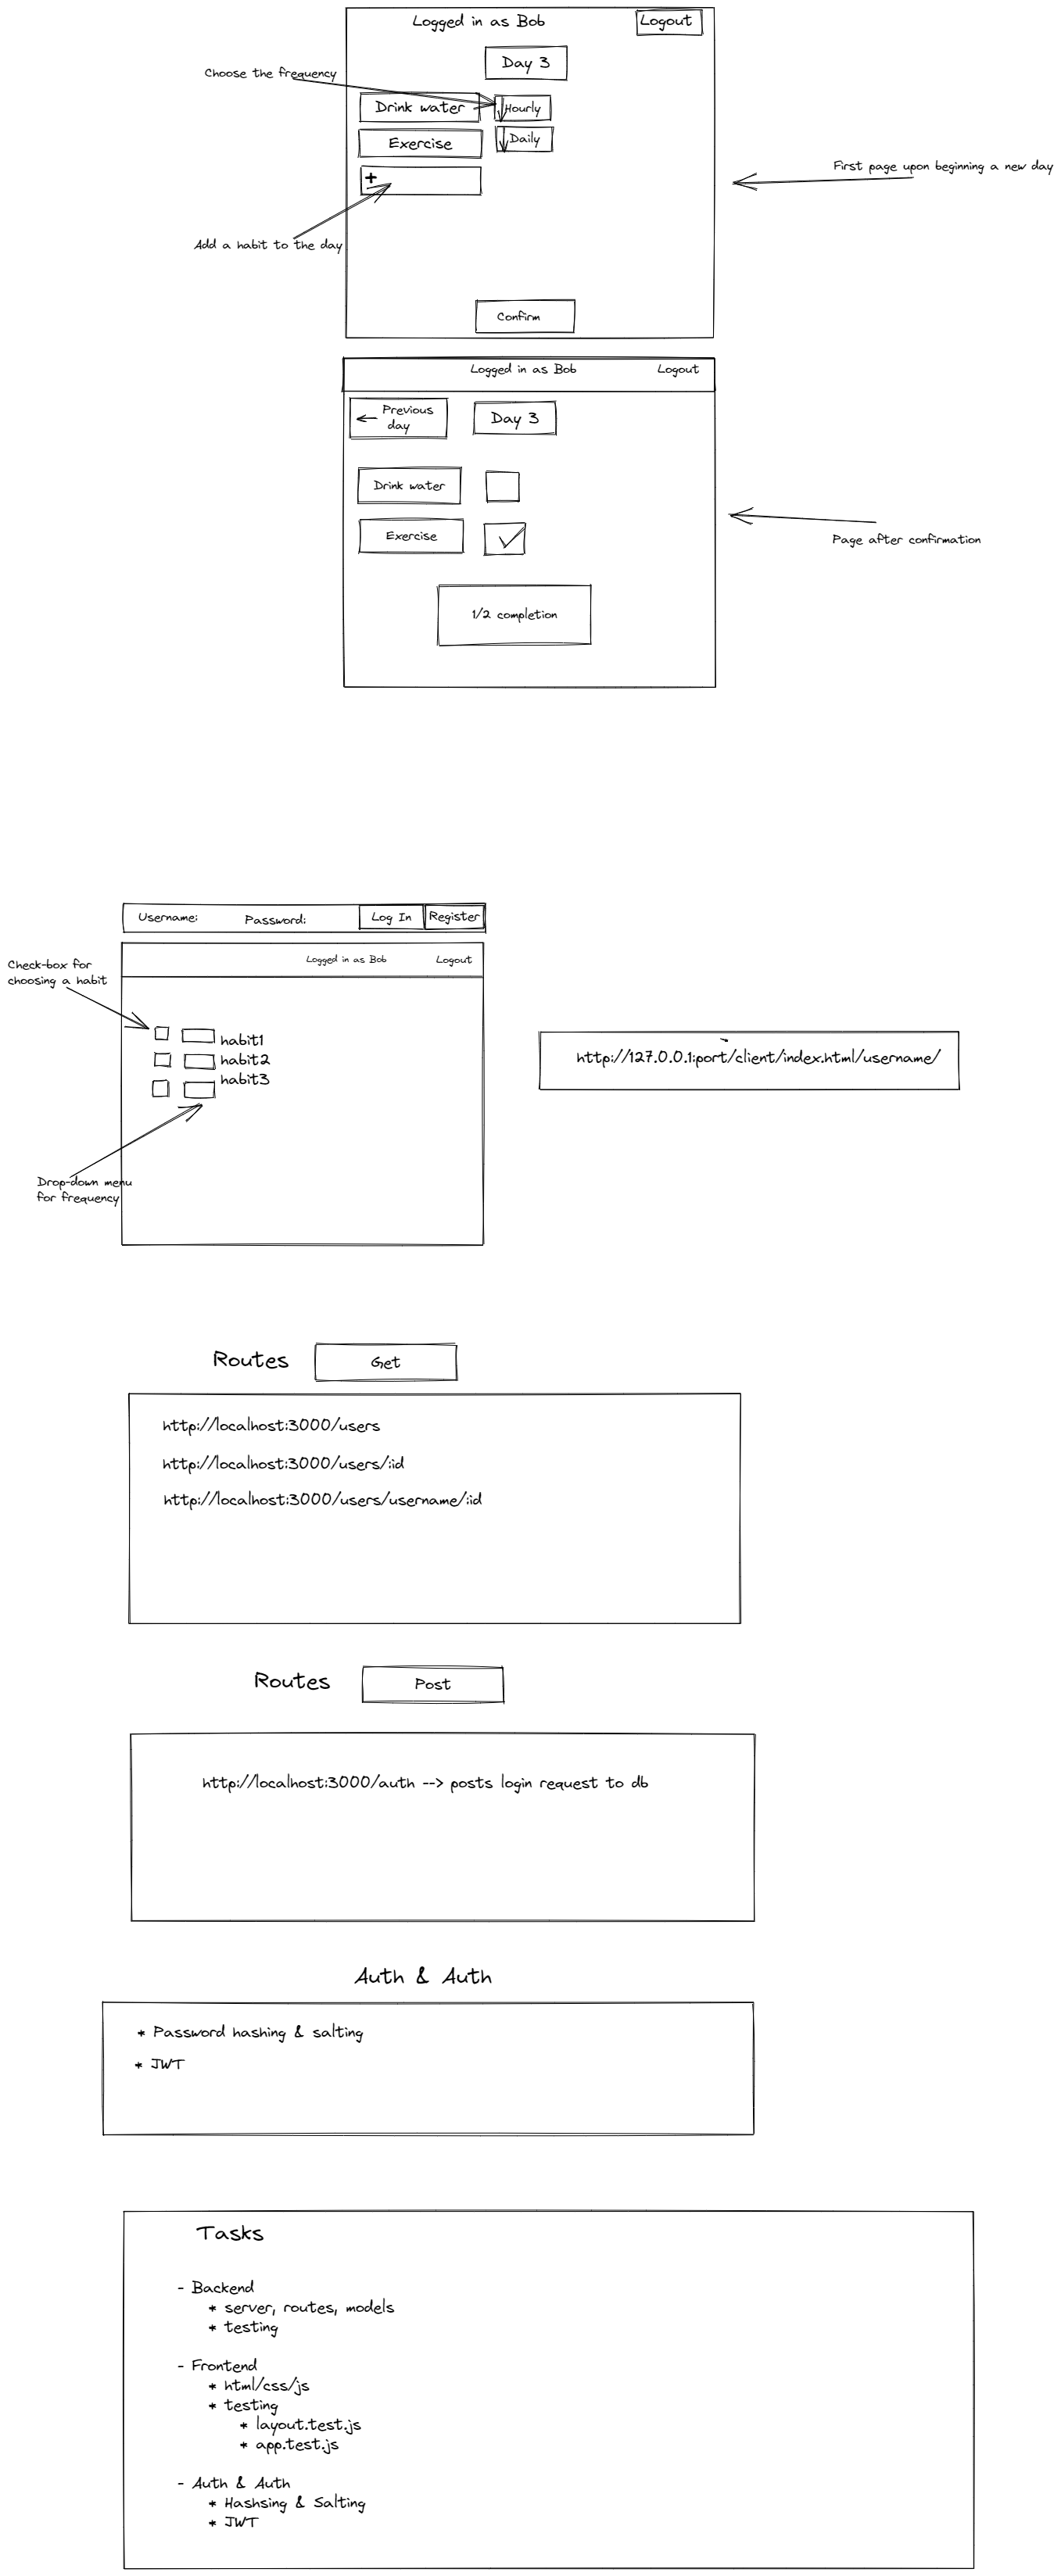 Logged in as Bob
Logout
Day 3
Choose the frequency
Drink water
Hourly
Exercise
Daily
+
First page upon beginning a new day
Add a habit to the day
Confirm
Logged in as Bob
Logout
Previous
day
Day 3
Drink water
Exercise
Page after confirmation
1/2 completion
Username:
Password:
Log In
Register
Logged in as Bob
Logout
Check-box for
choosing a habit
habit1
habit2
habit3
http://127.0.0.1:port/client/index.html/username/
Drop-down menu
for frequency
Routes
Get
http://localhost:3000/users
http://localhost:3000/users/:id
http://localhost:3000/users/username/:id
Routes
Post
http://localhost:3000/auth --> posts login request to db
Auth & Auth
* Password hashing & salting
* JWT
Tasks
- Backend
* server, routes, models
* testing
- Frontend
* html/css/js
* testing
* layout.test.js
* app.test.js
- Auth & Auth
* Hashsing & Salting
* JWT